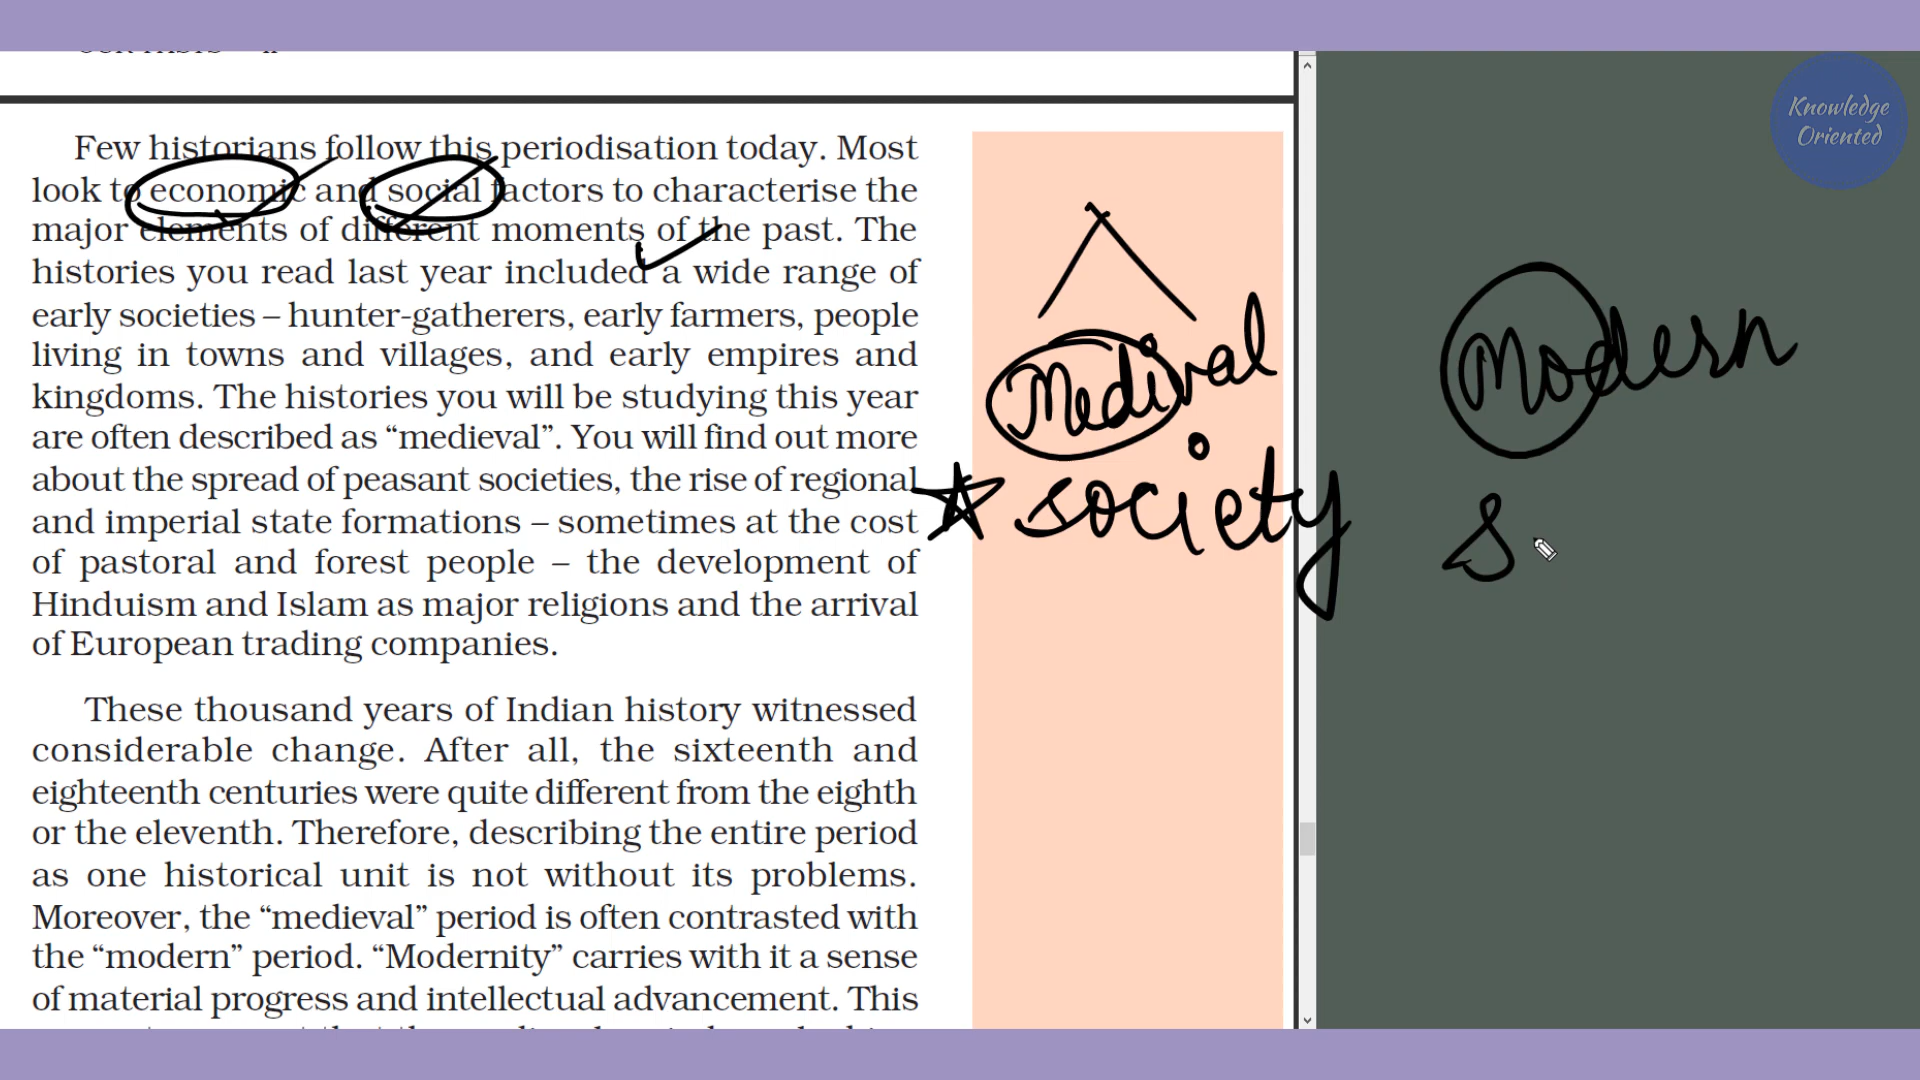 Few historians follow this periodisation today. Most
look to economic and social factors to characterise the
major elements of different moments of the past. The
histories you read last year included a wide range of
early societies – hunter-gatherers, early farmers, people
living in towns and villages, and early empires and
kingdoms. The histories you will be studying this year
are often described as “medieval”. You will find out more
about the spread of peasant societies, the rise of regional
and imperial state formations – sometimes at the cost
of pastoral and forest people – the development of
Hinduism and Islam as major religions and the arrival
of European trading companies.
These thousand years of Indian history witnessed
considerable change. After all, the sixteenth and
eighteenth centuries were quite different from the eighth
or the eleventh. Therefore, describing the entire period
as one historical unit is not without its problems.
Moreover, the “medieval” period is often contrasted with
the “modern” period. “Modernity” carries with it a sense
of material progress and intellectual advancement. This
Medival
society
Modern
S
Knowledge
Oriented